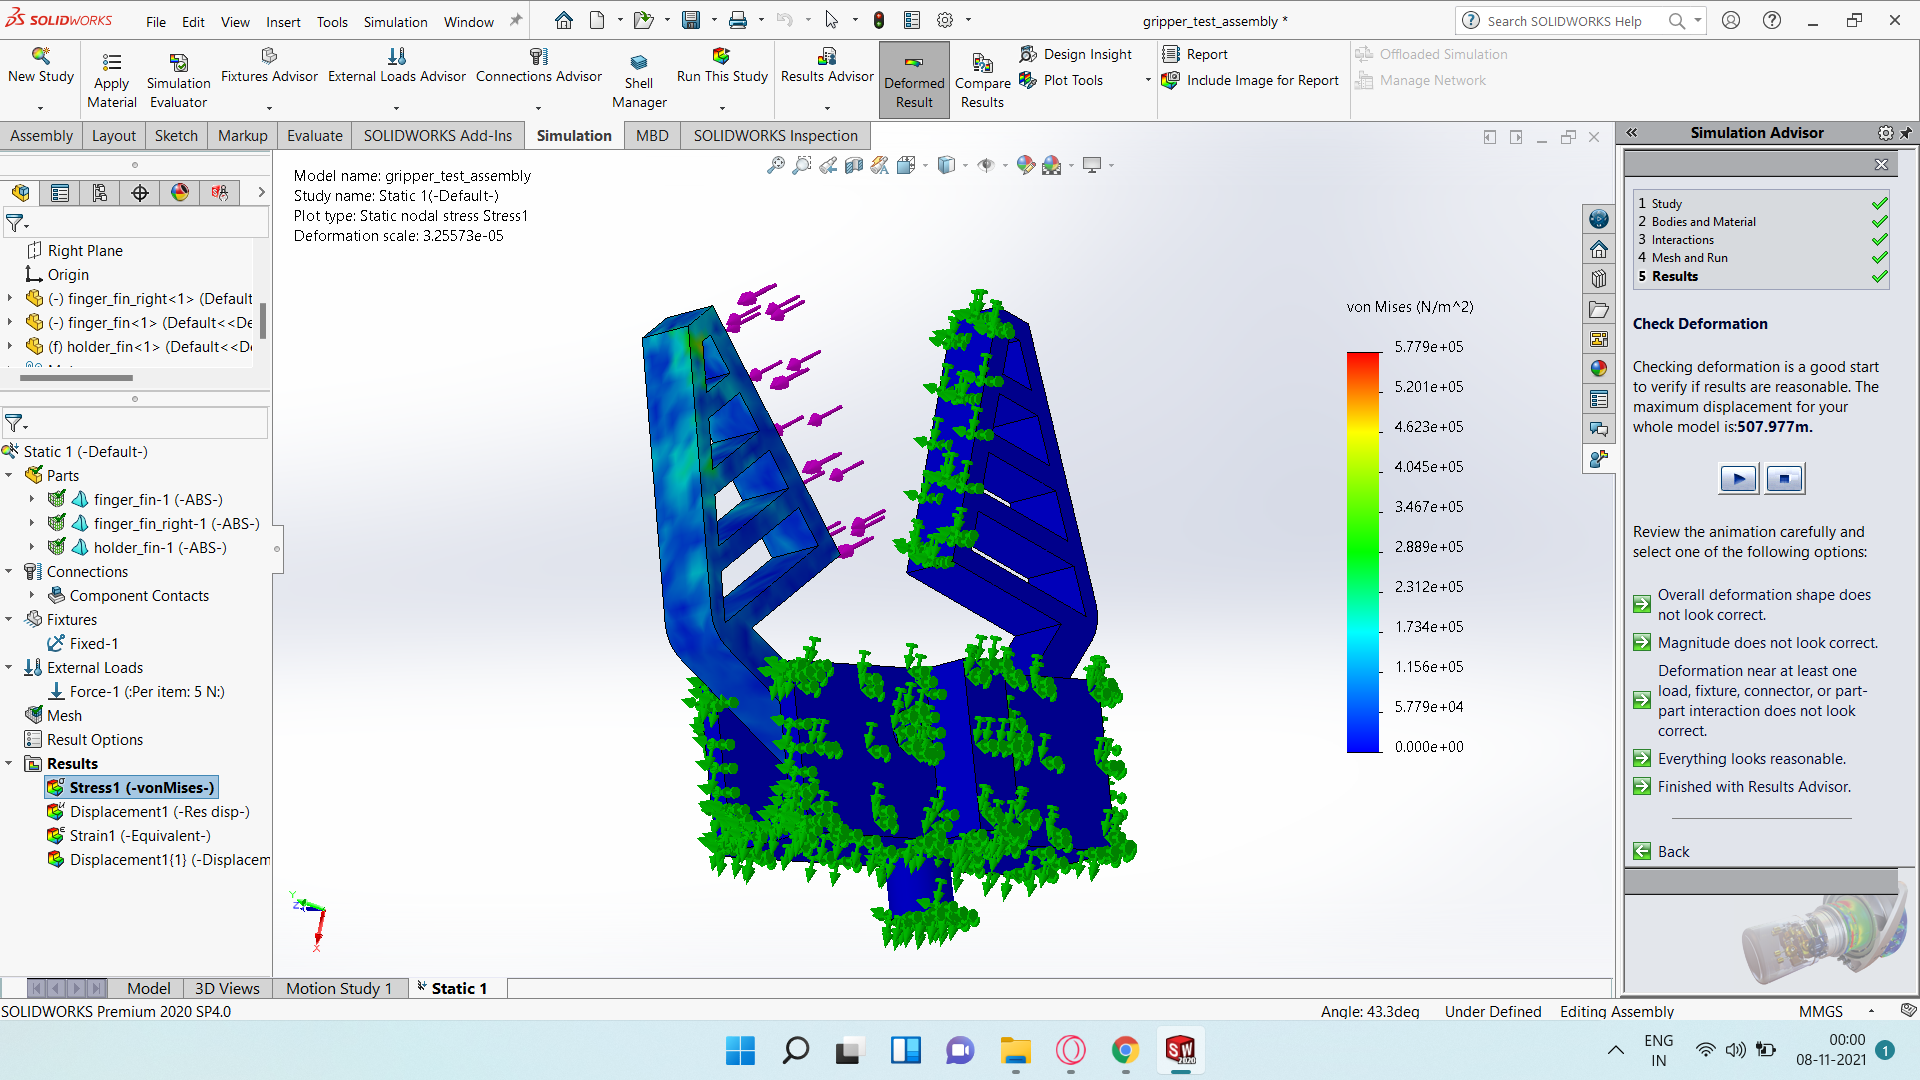 SOLIDWORKS
File Edit View Insert Tools Simulation Window
gripper_test_assembly *
Search SOLIDWORKS Help
New Study
Apply Material
Simulation Evaluator
Fixtures Advisor
External Loads Advisor
Connections Advisor
Shell Manager
Run This Study
Results Advisor
Deformed Result
Compare Results
Design Insight
Plot Tools
Report
Include Image for Report
Offloaded Simulation
Manage Network
Assembly Layout Sketch Markup Evaluate SOLIDWORKS Add-Ins Simulation MBD SOLIDWORKS Inspection
Right Plane
Origin
(-) finger_fin_right<1> (Default
(-) finger_fin<1> (Default<<De
(f) holder_fin<1> (Default<<De
Static 1 (-Default-)
Parts
finger_fin-1 (-ABS-)
finger_fin_right-1 (-ABS-)
holder_fin-1 (-ABS-)
Connections
Component Contacts
Fixtures
Fixed-1
External Loads
Force-1 (:Per item: 5 N:)
Mesh
Result Options
Results
Stress1 (-vonMises-)
Displacement1 (-Res disp-)
Strain1 (-Equivalent-)
Displacement1{1} (-Displacem
Model name: gripper_test_assembly
Study name: Static 1(-Default-)
Plot type: Static nodal stress Stress1
Deformation scale: 3.25573e-05
von Mises (N/m^2)
5.779e+05
5.201e+05
4.623e+05
4.045e+05
3.467e+05
2.889e+05
2.312e+05
1.734e+05
1.156e+05
5.779e+04
0.000e+00
Y
Z
X
Simulation Advisor
1 Study
2 Bodies and Material
3 Interactions
4 Mesh and Run
5 Results
Check Deformation
Checking deformation is a good start
to verify if results are reasonable. The
maximum displacement for your
whole model is:507.977m.
Review the animation carefully and
select one of the following options:
Overall deformation shape does
not look correct.
Magnitude does not look correct.
Deformation near at least one
load, fixture, connector, or part-
part interaction does not look
correct.
Everything looks reasonable.
Finished with Results Advisor.
Back
Model 3D Views Motion Study 1 Static 1
SOLIDWORKS Premium 2020 SP4.0
Angle: 43.3deg Under Defined Editing Assembly MMGS
SW
2020
ENG
IN
00:00
08-11-2021
1